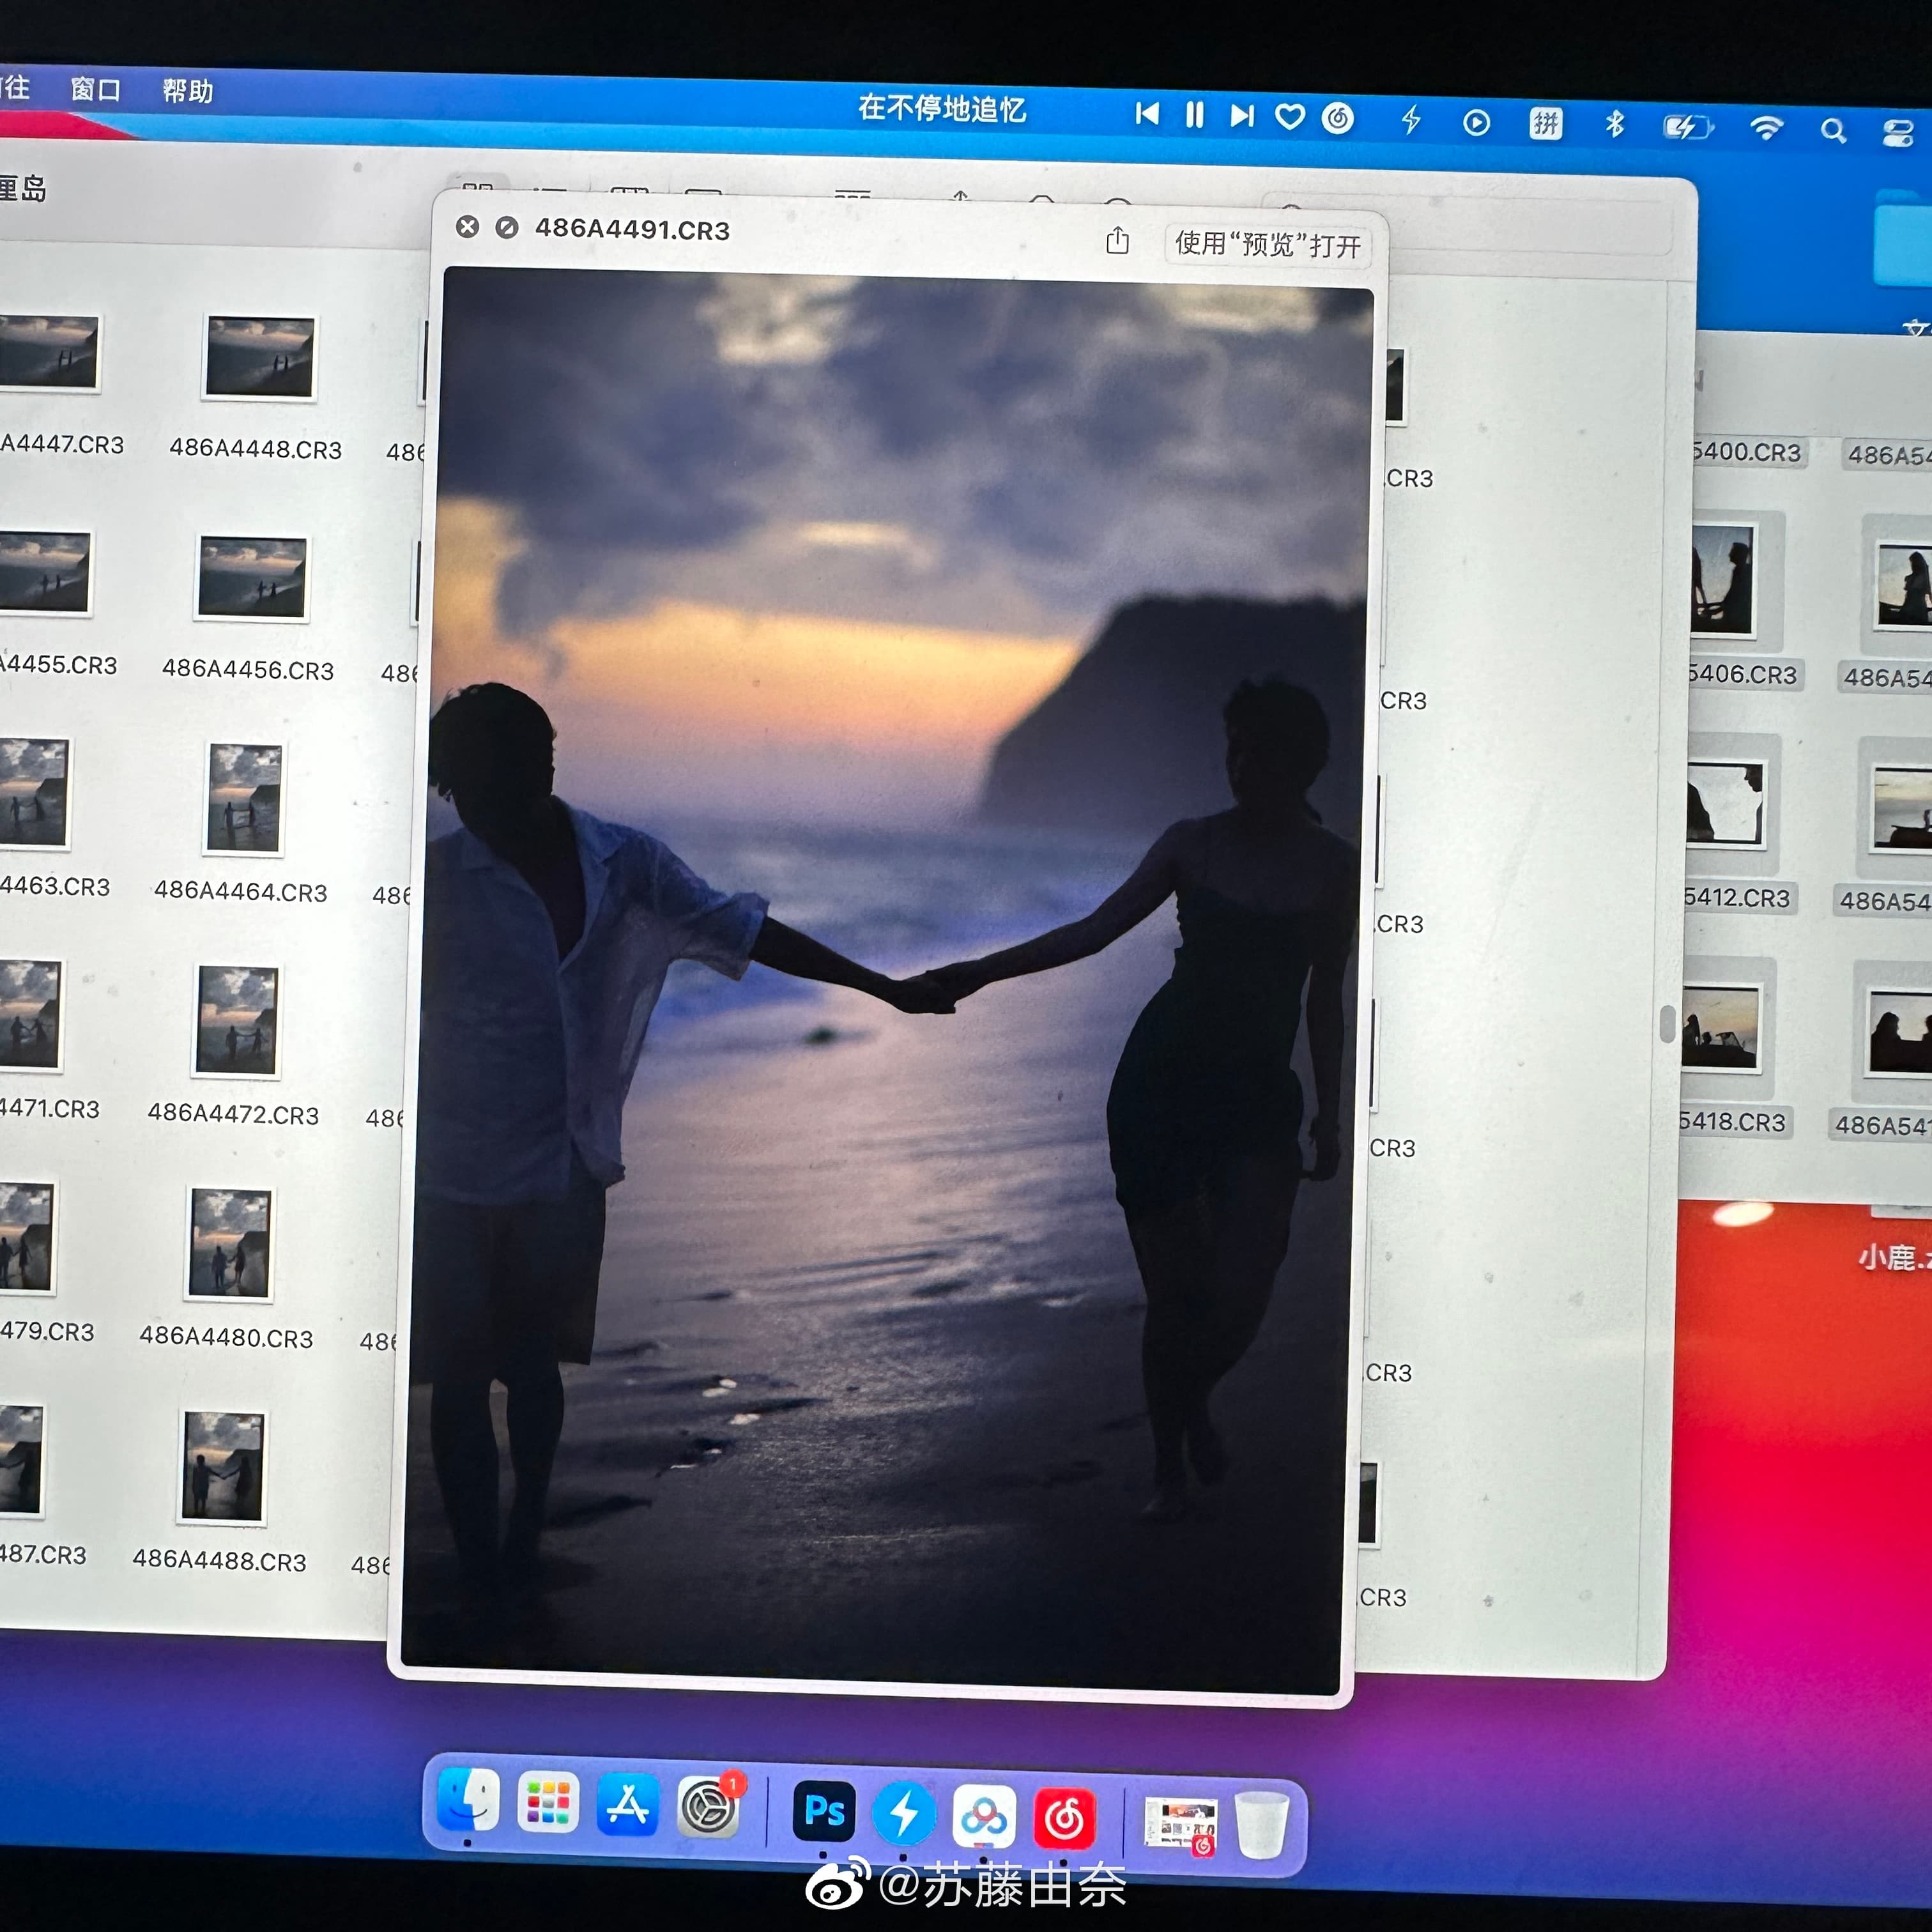 往 窗口 帮助
在不停地追忆
拼
厘岛
486A4491.CR3
使用“预览”打开
文
A4447.CR3 486A4448.CR3 486
.CR3
5400.CR3 486A54
A4455.CR3 486A4456.CR3 486
CR3
5406.CR3 486A54
4463.CR3 486A4464.CR3 486
.CR3
5412.CR3 486A54
4471.CR3 486A4472.CR3 486
CR3
5418.CR3 486A541
小鹿.z
479.CR3 486A4480.CR3 486
.CR3
487.CR3 486A4488.CR3 486
.CR3
1
Ps
@苏藤由奈